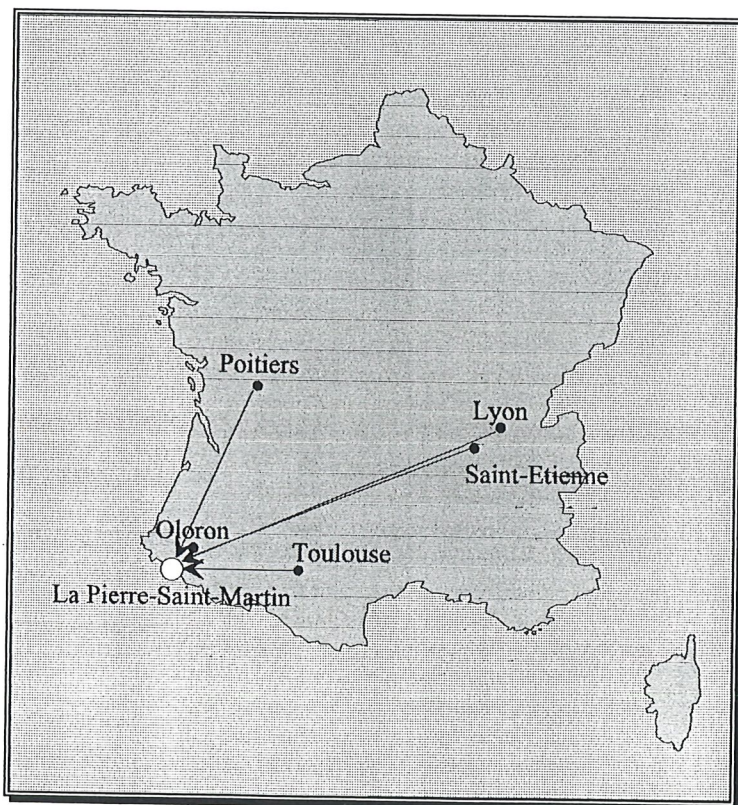 Poitiers
Lyon
Saint-Etienne
Oloron
Toulouse
La Pierre-Saint-Martin